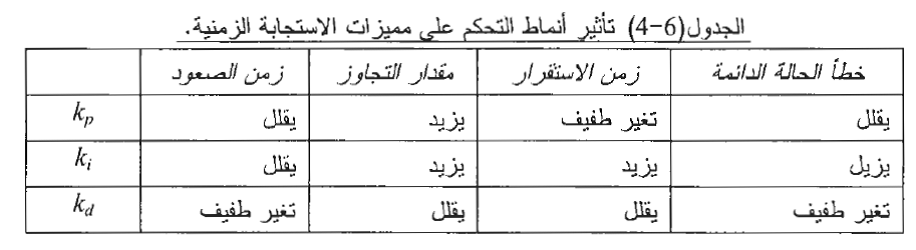 الجدول(6-4) تأثير أنماط التحكم على مميزات الاستجابة الزمنية.
خطأ الحالة الدائمة زمن الاستقرار مقدار التجاوز زمن الصعود
يقلل تغير طفيف يزيد يقلل k_p
يزيل يزيد يزيد يقلل k_i
تغير طفيف يقلل يقلل تغير طفيف k_d